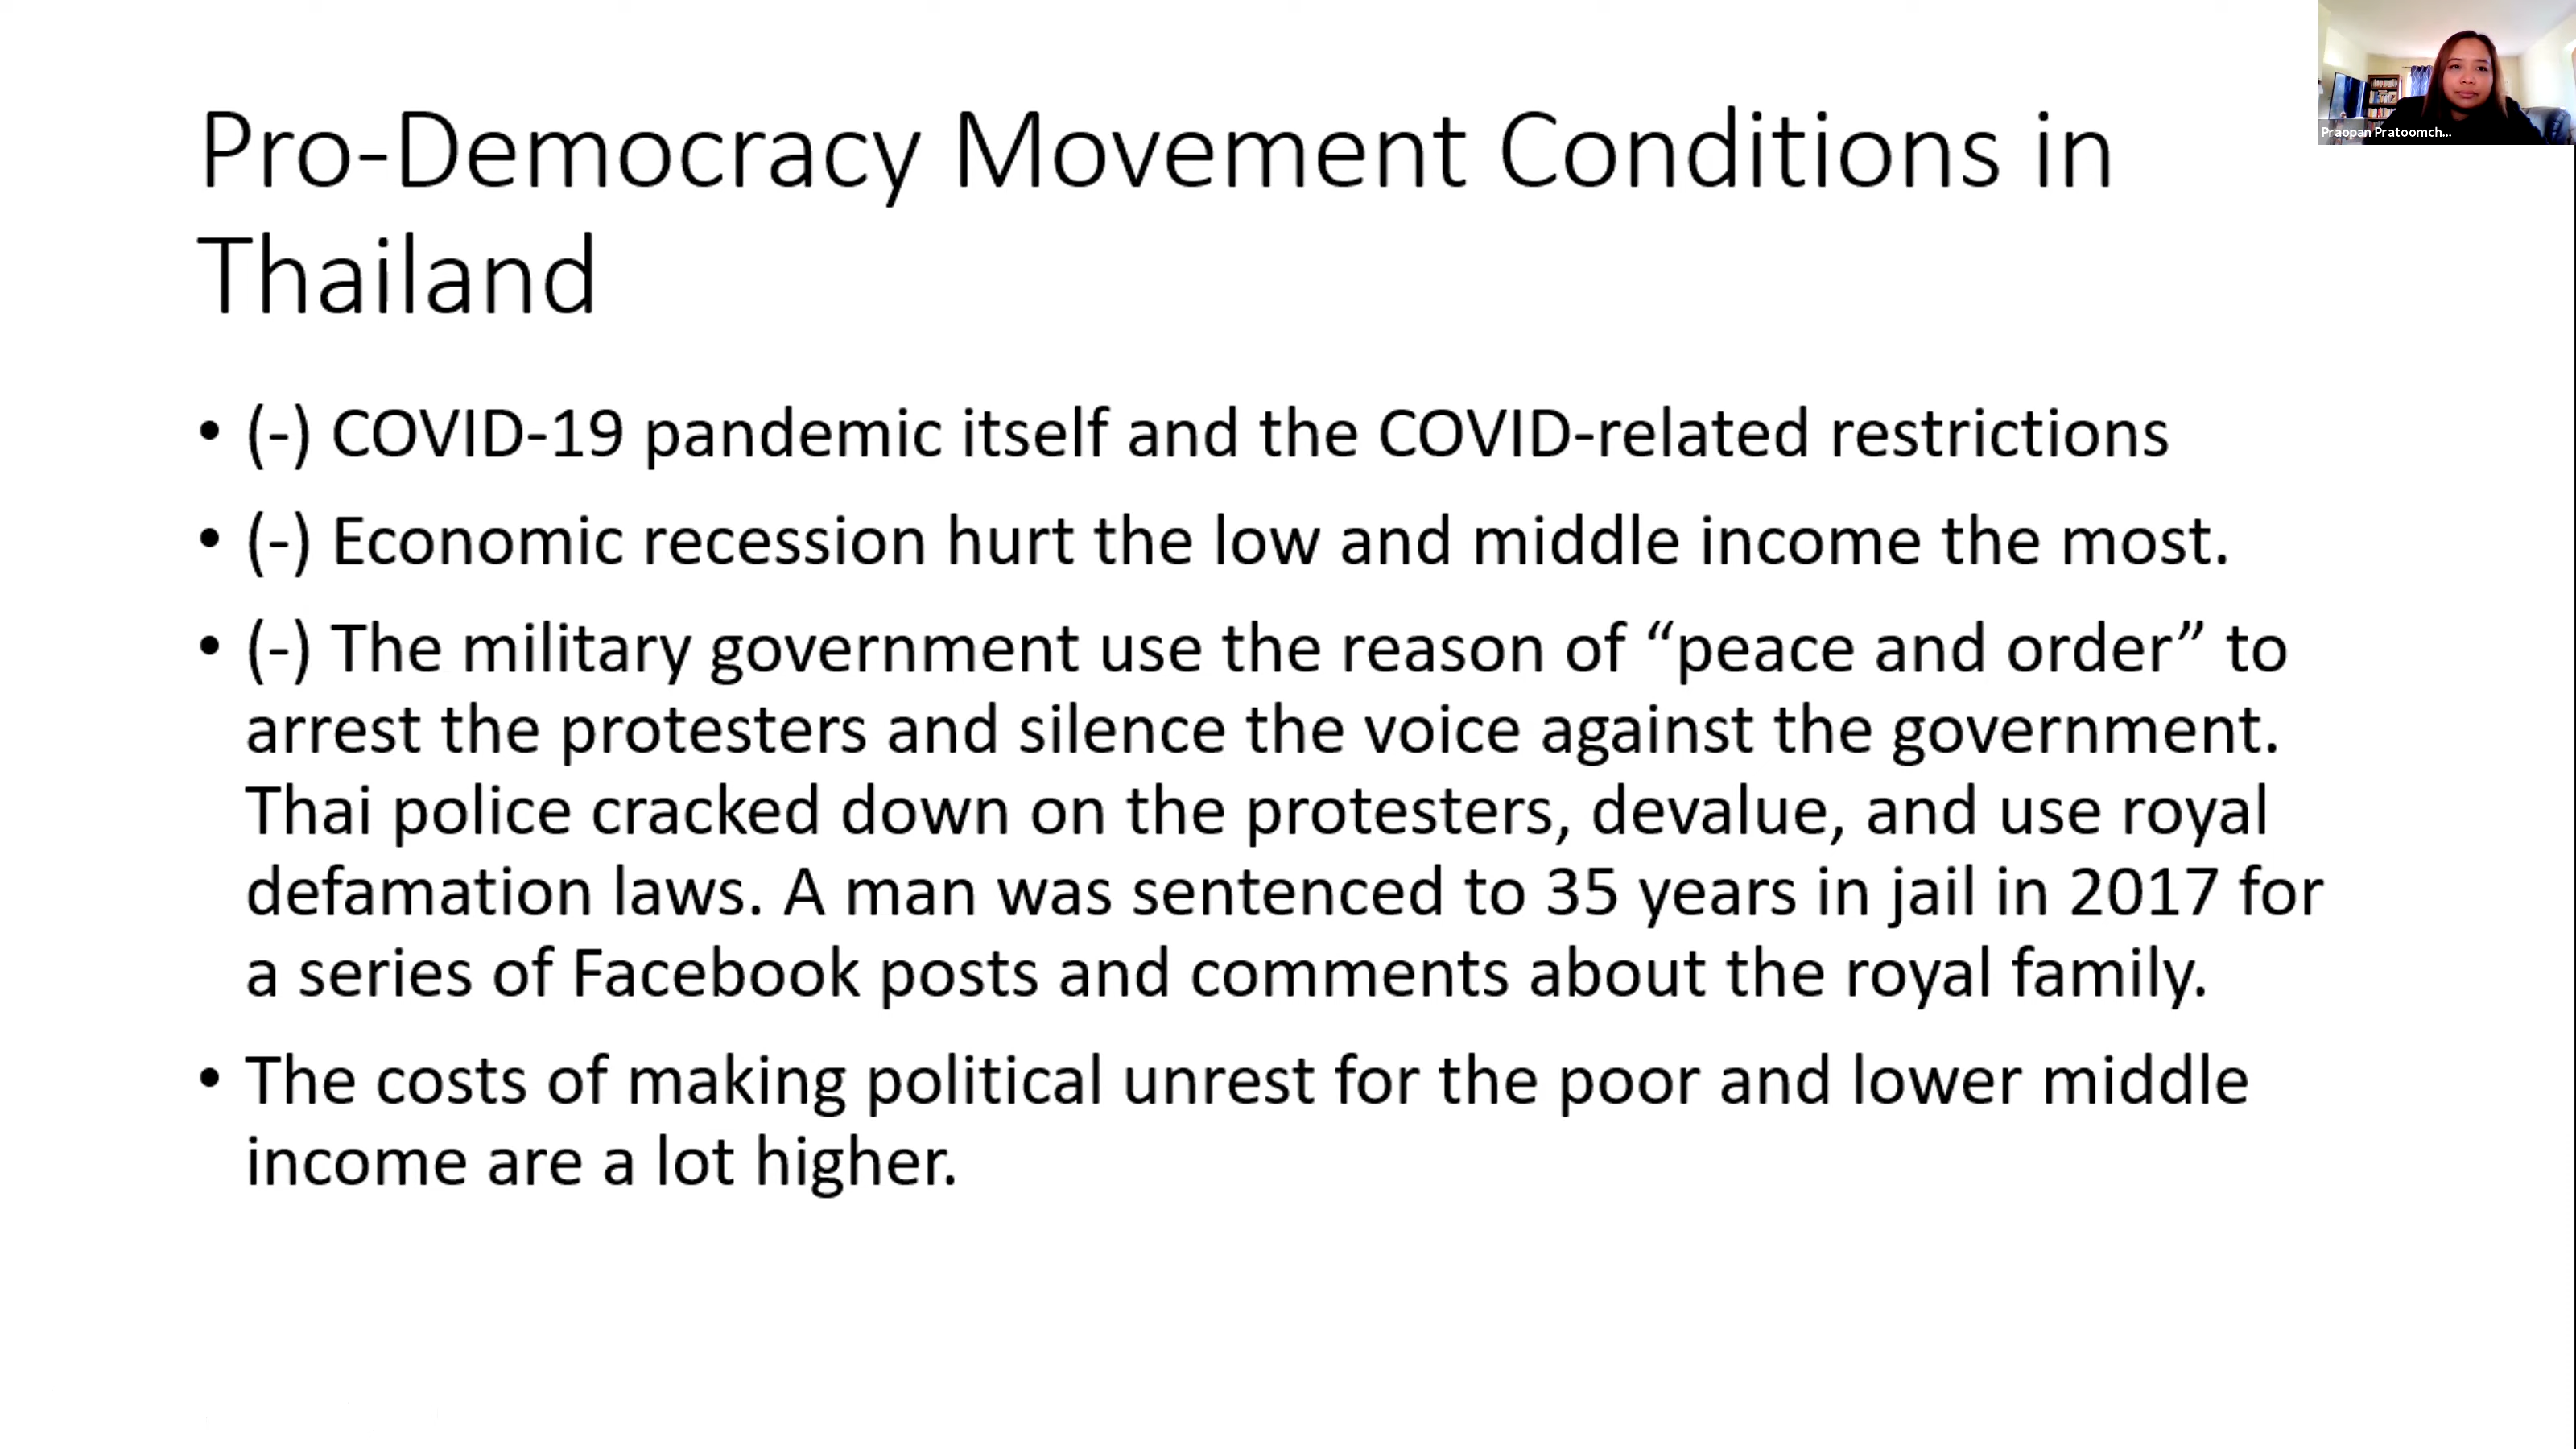 Pro-Democracy Movement Conditions in
Thailand
• (-) COVID-19 pandemic itself and the COVID-related restrictions
• (-) Economic recession hurt the low and middle income the most.
• (-) The military government use the reason of “peace and order” to
arrest the protesters and silence the voice against the government.
Thai police cracked down on the protesters, devalue, and use royal
defamation laws. A man was sentenced to 35 years in jail in 2017 for
a series of Facebook posts and comments about the royal family.
• The costs of making political unrest for the poor and lower middle
income are a lot higher.
Praopan Pratoomch...